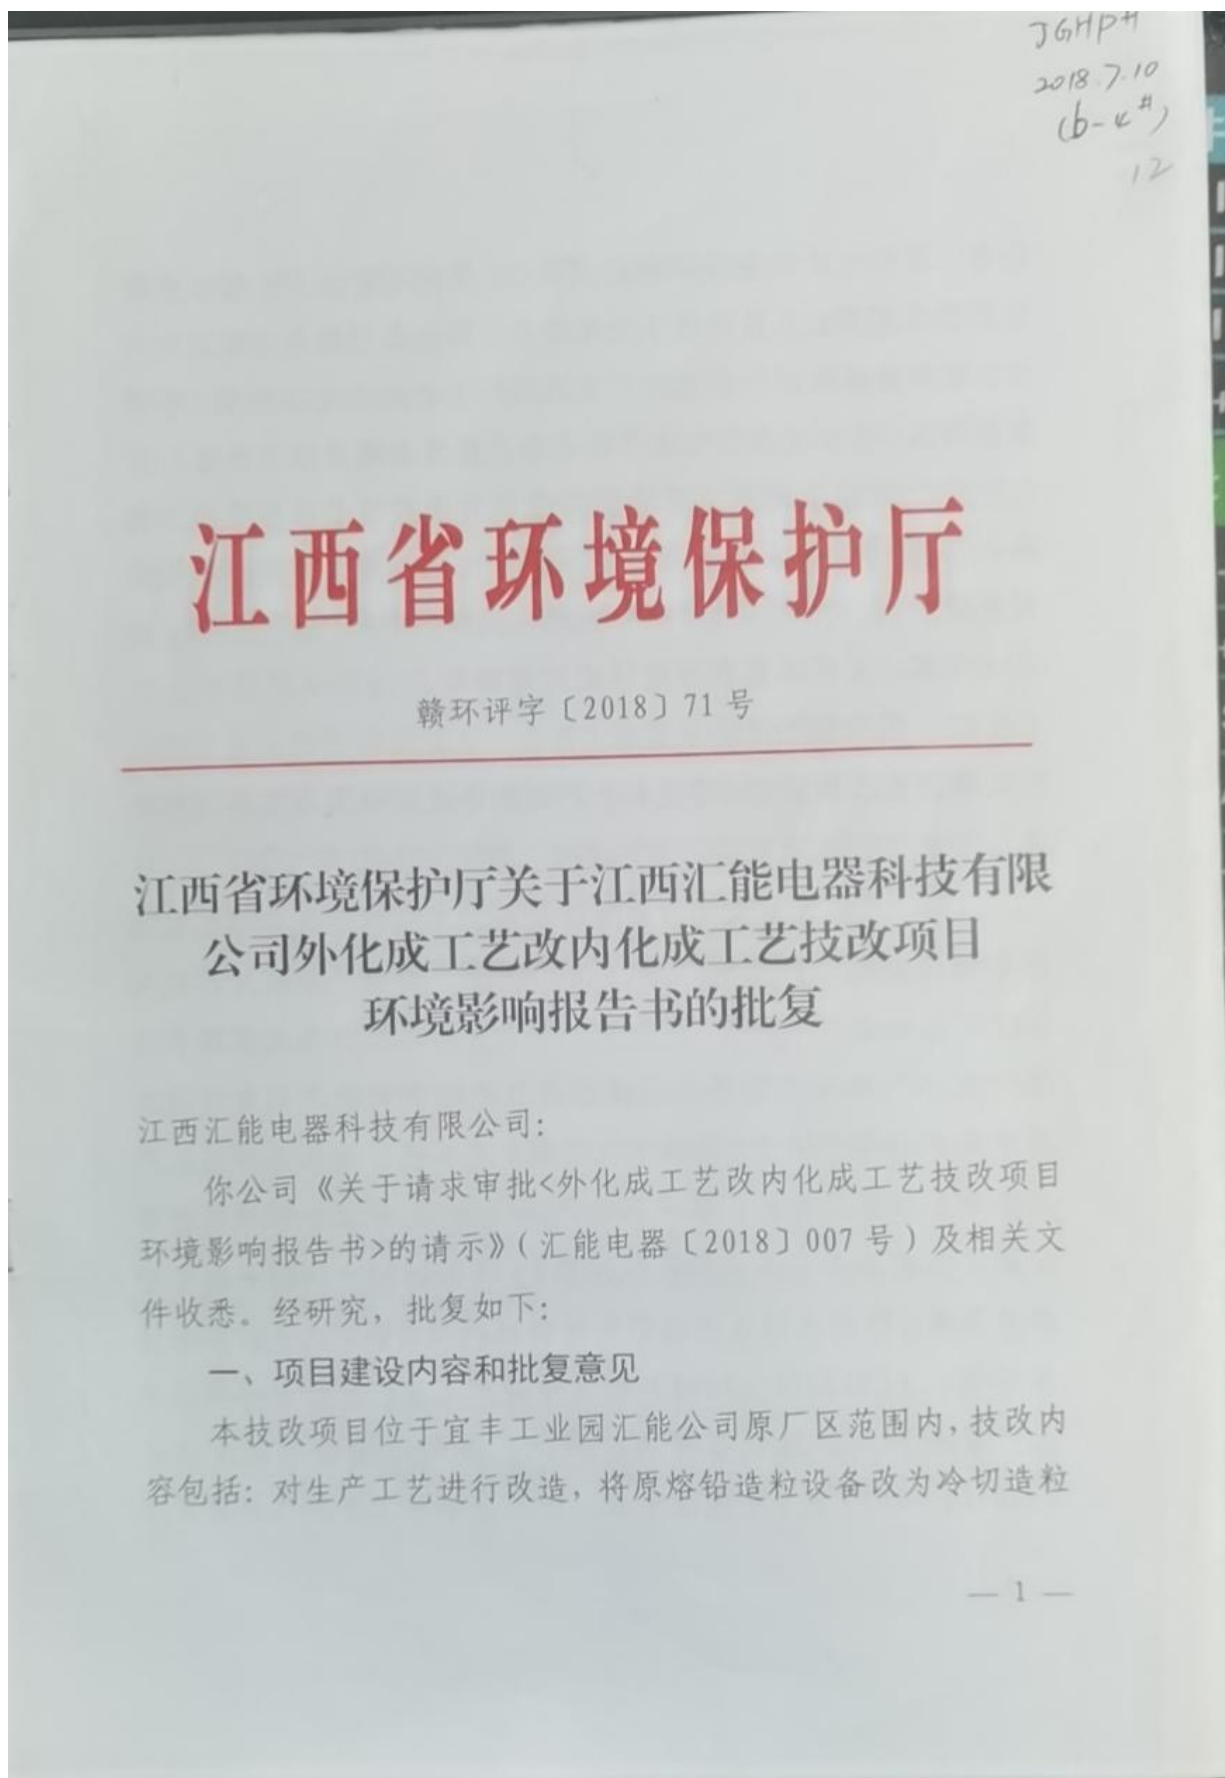 JGHPH
2018.7.10
(b-4#)
12
江西省环境保护厅
赣环评字〔2018〕71号
江西省环境保护厅关于江西汇能电器科技有限
公司外化成工艺改内化成工艺技改项目
环境影响报告书的批复
江西汇能电器科技有限公司:
你公司《关于请求审批<外化成工艺改内化成工艺技改项目
环境影响报告书>的请示》(汇能电器〔2018〕007号)及相关文
件收悉。经研究,批复如下:
一、项目建设内容和批复意见
本技改项目位于宜丰工业园汇能公司原厂区范围内,技改内
容包括:对生产工艺进行改造,将原熔铅造粒设备改为冷切造粒
— 1 —